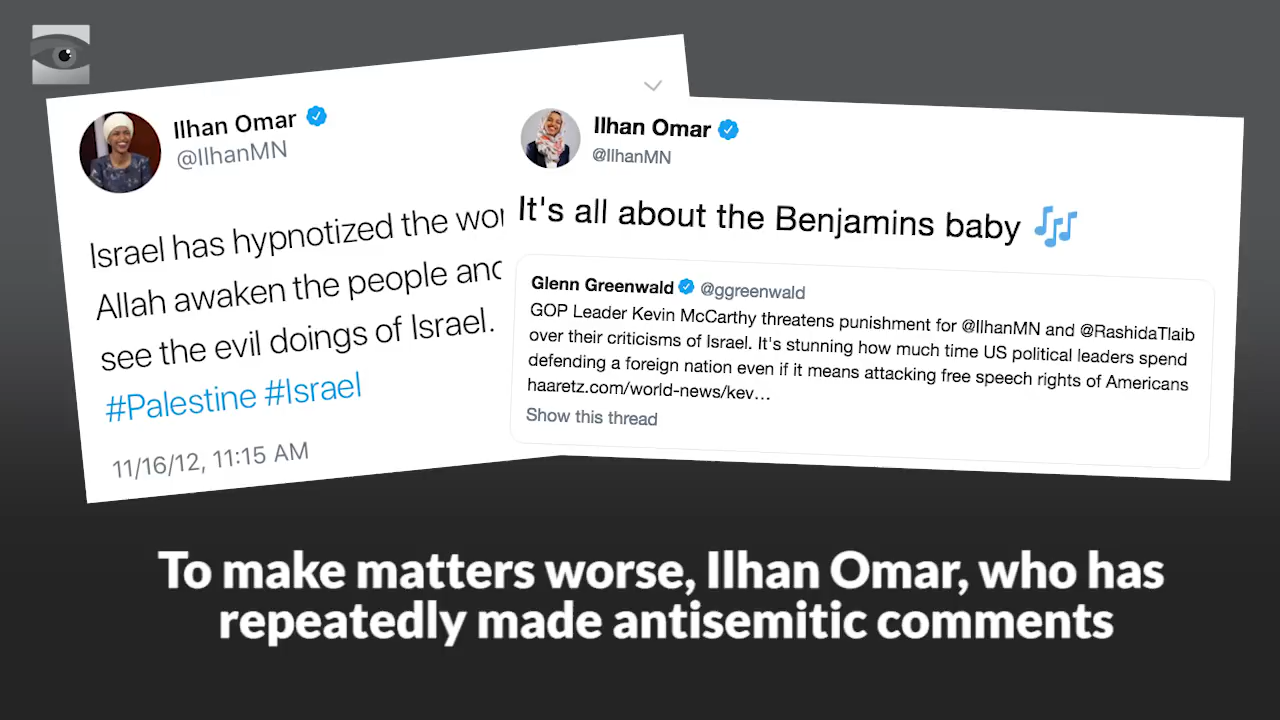 Ilhan Omar
@IlhanMN
Israel has hypnotized the
Allah awaken the people
see the evil doings of Israel.
#Palestine #Israel
11/16/12, 11:15 AM
Ilhan Omar
@IlhanMN
It's all about the Benjamins baby 🎶
Glenn Greenwald @ggreenwald
GOP Leader Kevin McCarthy threatens punishment for @IlhanMN and @RashidaTlaib
over their criticisms of Israel. It's stunning how much time US political leaders spend
defending a foreign nation even if it means attacking free speech rights of Americans
haaretz.com/world-news/kev…
Show this thread
To make matters worse, Ilhan Omar, who has
repeatedly made antisemitic comments